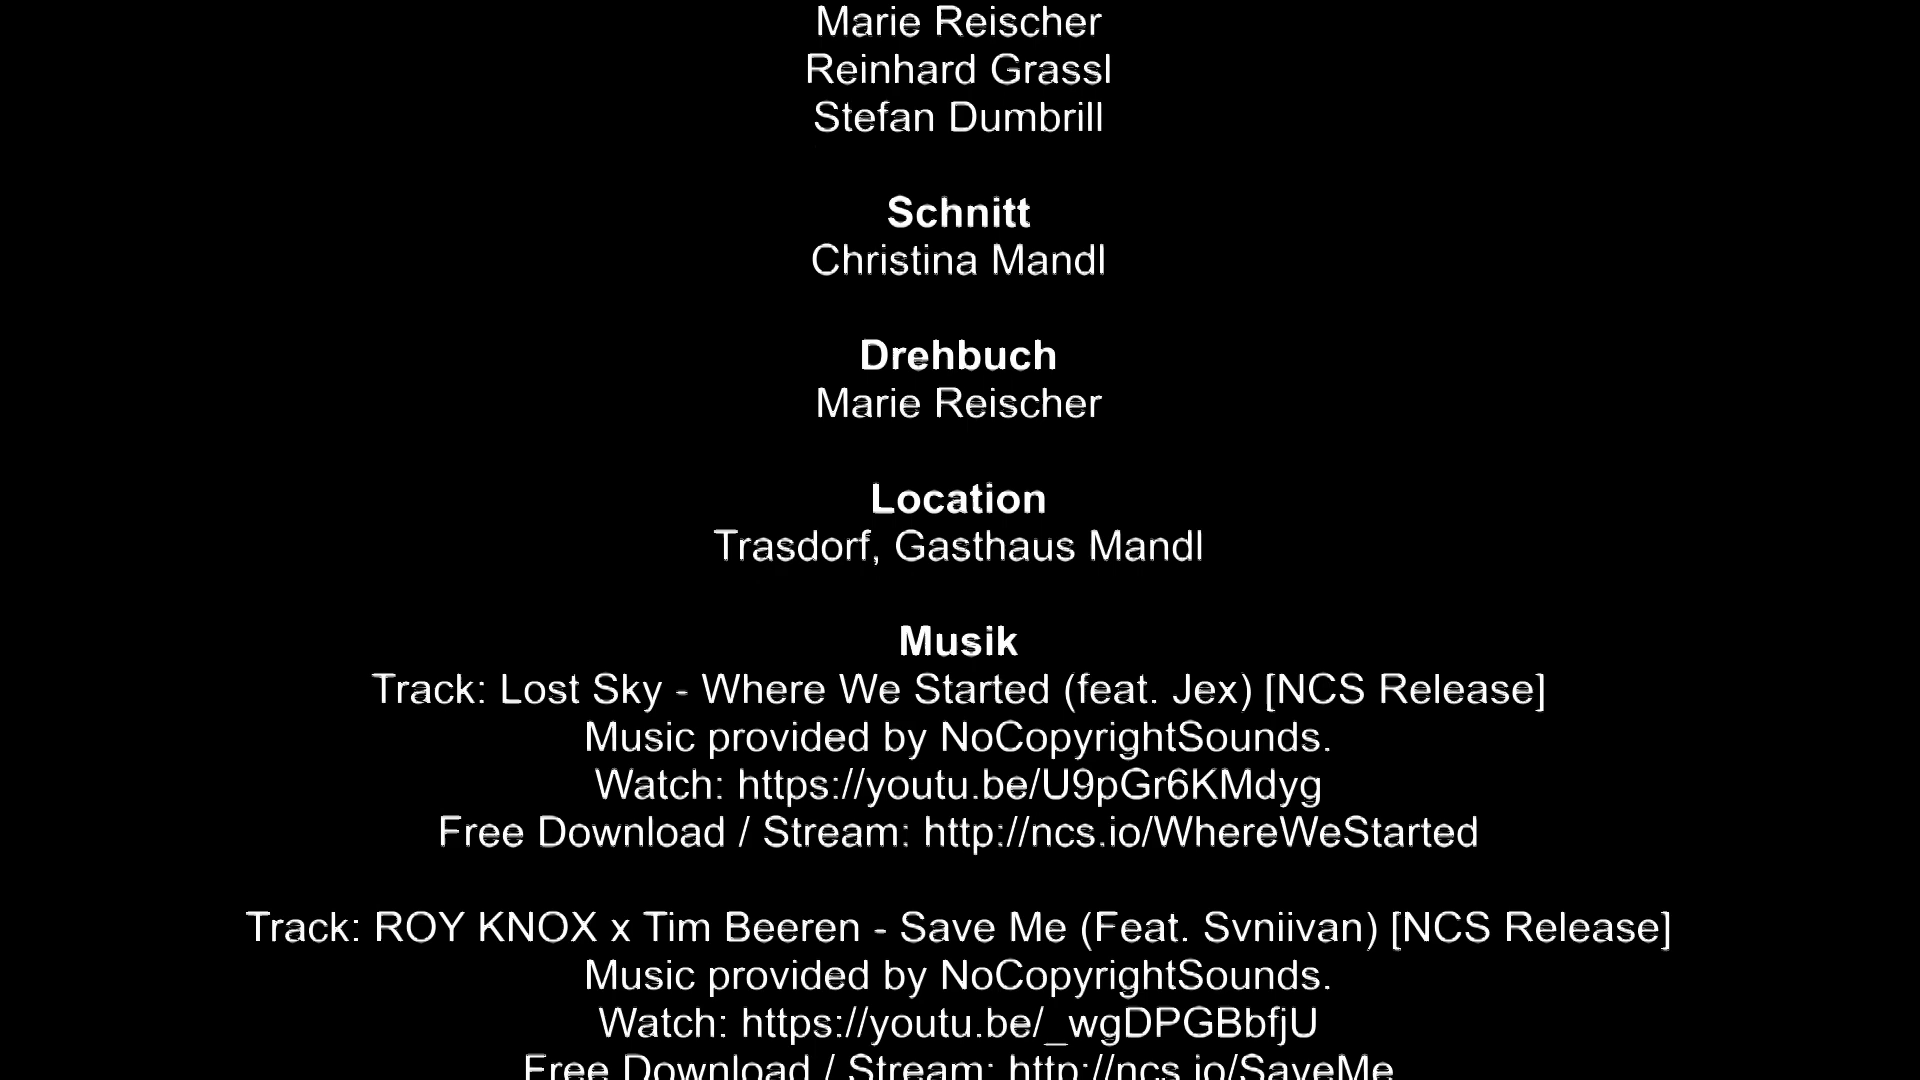 Marie Reischer
Reinhard Grassl
Stefan Dumbrill
Schnitt
Christina Mandl
Drehbuch
Marie Reischer
Location
Trasdorf, Gasthaus Mandl
Musik
Track: Lost Sky - Where We Started (feat. Jex) [NCS Release]
Music provided by NoCopyrightSounds.
Watch: https://youtu.be/U9pGr6KMdyg
Free Download / Stream: http://ncs.io/WhereWeStarted
Track: ROY KNOX x Tim Beeren - Save Me (Feat. Svniivan) [NCS Release]
Music provided by NoCopyrightSounds.
Watch: https://youtu.be/_wgDPGBbfjU
Free Download / Stream: http://ncs.io/SaveMe